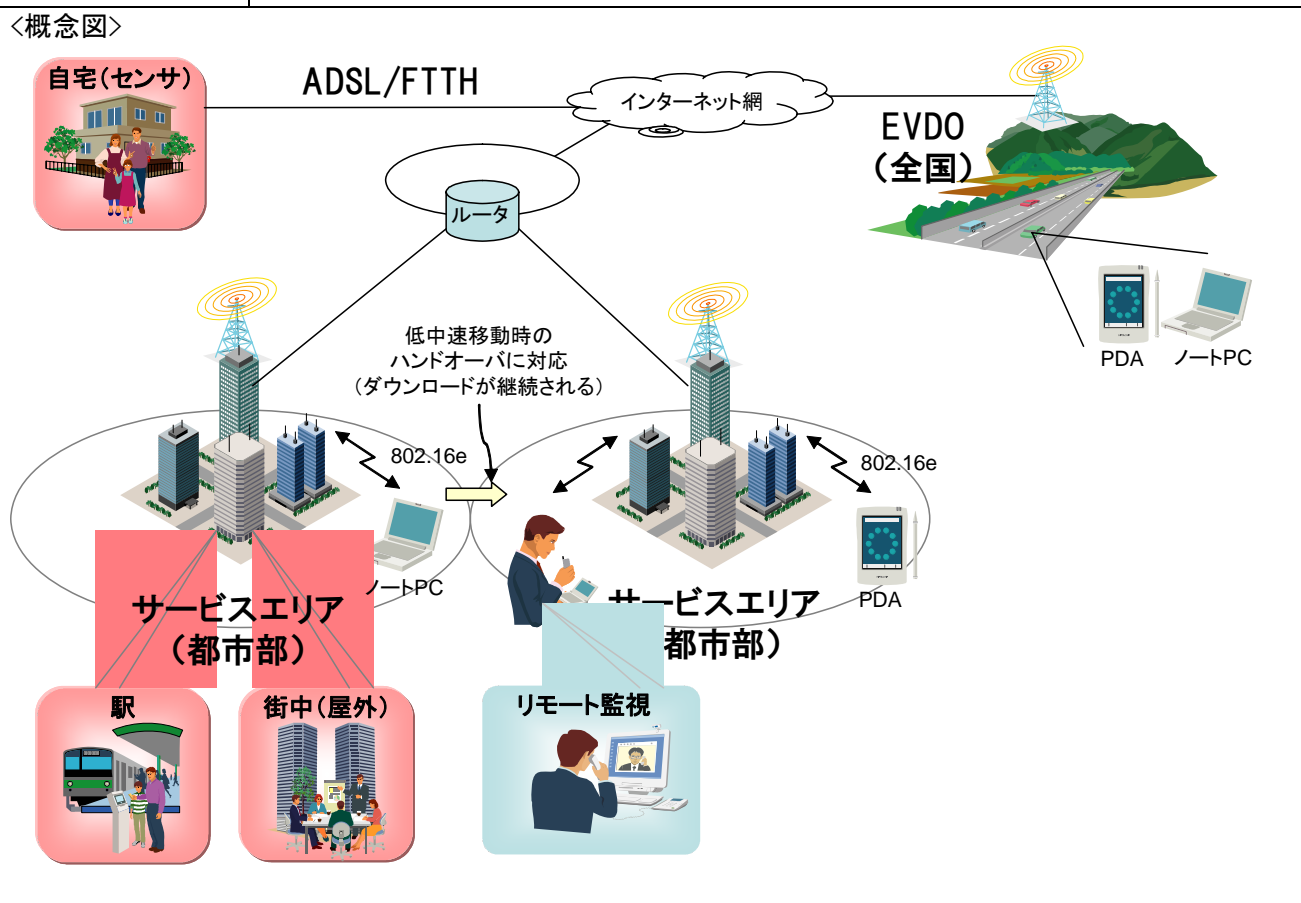 <概念図>
自宅(センサ)
ADSL/FTTH
インターネット網
EVDO
(全国)
ルータ
PDA
ノートPC
低中速移動時の
ハンドオーバに対応
(ダウンロードが継続される)
802.16e
802.16e
ノートPC
PDA
サービスエリア
(都市部)
サービスエリア
都市部)
駅
街中(屋外)
リモート監視